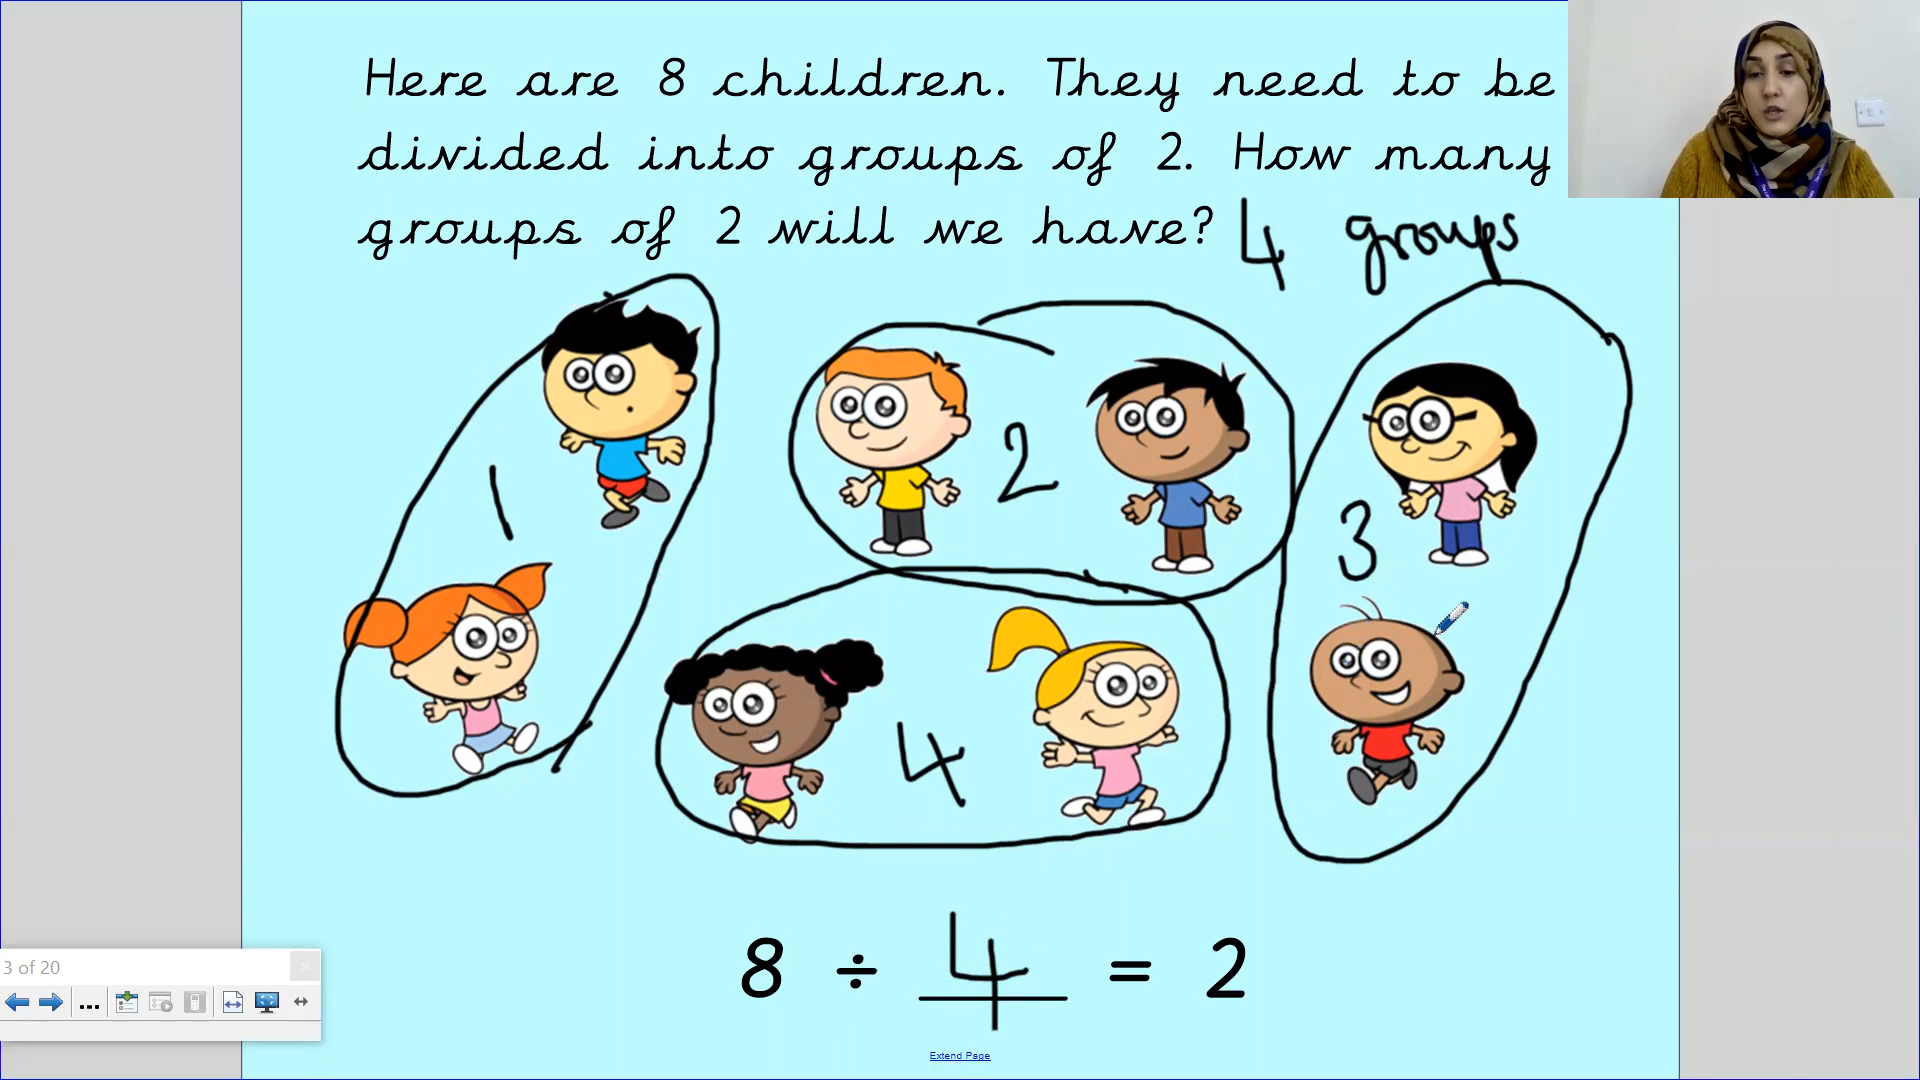 Here are 8 children. They need to be
divided into groups of 2. How many
groups of 2 will we have? 4 groups
1
2
3
4
8 ÷ 4 = 2
3 of 20
...
Extend Page